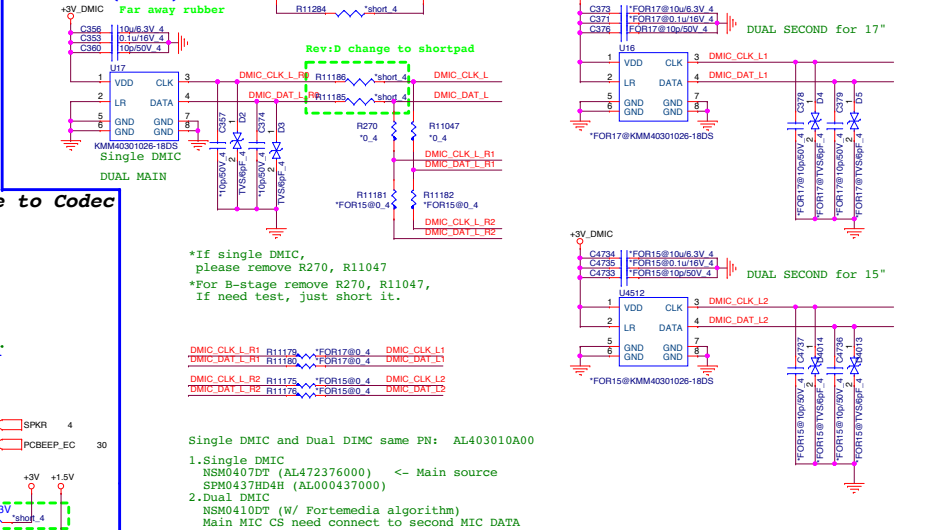 R11284
*short_4
+3V_DMIC
Far away rubber
C356
10u/6.3V_4
C353
0.1u/16V_4
C360
10p/50V_4
Rev:D change to shortpad
U17
1
VDD
CLK
3
DMIC_CLK_L_R0
R11186
*short_4
DMIC_CLK_L
2
LR
DATA
4
R11185
*short_4
DMIC_DAT_L
5
GND
GND
7
6
GND
GND
8
KMM40301026-18DS
Single DMIC
DUAL MAIN
C357
*10p/50V_4
D2
1
2
TVS/6pF_4
C374
*10p/50V_4
D3
1
2
TVS/6pF_4
R270
*0_4
R11047
*0_4
DMIC_CLK_L_R1
DMIC_DAT_L_R1
R11181
*FOR15@0_4
R11182
*FOR15@0_4
DMIC_CLK_L_R2
DMIC_DAT_L_R2
e to Codec
*If single DMIC,
please remove R270, R11047
*For B-stage remove R270, R11047,
If need test, just short it.
DMIC_CLK_L_R1 R11179 *FOR17@0_4 DMIC_CLK_L1
DMIC_DAT_L_R1 R11180 *FOR17@0_4 DMIC_DAT_L1
DMIC_CLK_L_R2 R11175 *FOR15@0_4 DMIC_CLK_L2
DMIC_DAT_L_R2 R11176 *FOR15@0_4 DMIC_DAT_L2
SPKR 4
PCBEEP_EC 30
+3V +1.5V
*short_4
Single DMIC and Dual DIMC same PN: AL403010A00
1.Single DMIC
NSM0407DT (AL472376000) <- Main source
SPM0437HD4H (AL000437000)
2.Dual DMIC
NSM0410DT (W/ Fortemedia algorithm)
Main MIC CS need connect to second MIC DATA
C373
*FOR17@10u/6.3V_4
C371
*FOR17@0.1u/16V_4
C376
FOR17@10p/50V_4
DUAL SECOND for 17"
U16
1
VDD
CLK
3
DMIC_CLK_L1
2
LR
DATA
4
DMIC_DAT_L1
5
GND
GND
7
6
GND
GND
8
*FOR17@KMM40301026-18DS
C378
*FOR17@10p/50V_4
D4
1
2
*FOR17@TVS/6pF_4
C379
*FOR17@10p/50V_4
D5
1
2
*FOR17@TVS/6pF_4
+3V_DMIC
C4734
*FOR15@10u/6.3V_4
C4735
*FOR15@0.1u/16V_4
C4733
*FOR15@10p/50V_4
DUAL SECOND for 15"
U4512
1
VDD
CLK
3
DMIC_CLK_L2
2
LR
DATA
4
DMIC_DAT_L2
5
GND
GND
7
6
GND
GND
8
*FOR15@KMM40301026-18DS
C4737
*FOR15@10p/50V_4
D4014
1
2
*FOR15@TVS/6pF_4
C4736
*FOR15@10p/50V_4
D4013
1
2
*FOR15@TVS/6pF_4